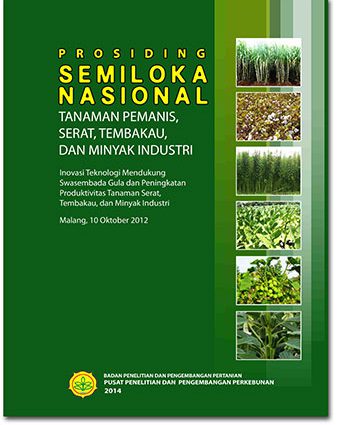 PROSIDING
SEMILOKA
NASIONAL
TANAMAN PEMANIS,
SERAT, TEMBAKAU,
DAN MINYAK INDUSTRI
Inovasi Teknologi Mendukung
Swasembada Gula dan Peningkatan
Produktivitas Tanaman Serat,
Tembakau, dan Minyak Industri
Malang, 10 Oktober 2012
BADAN PENELITIAN DAN PENGEMBANGAN PERTANIAN
PUSAT PENELITIAN DAN PENGEMBANGAN PERKEBUNAN
2014